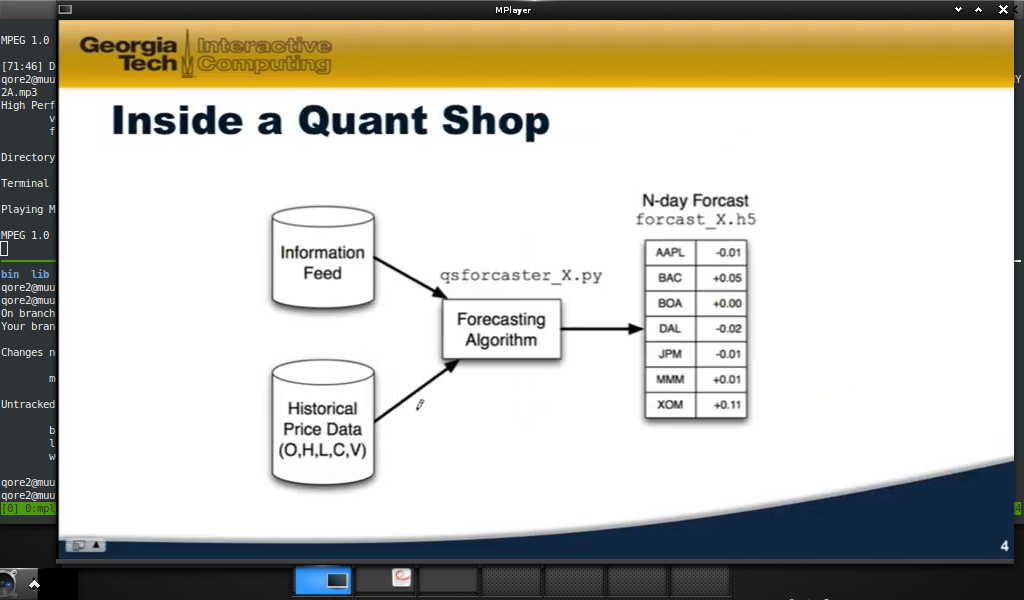 MPlayer
MPEG 1.0
[71:46] D
qore2@muu
2A.mp3
High Perf
v
f
Directory
Terminal
Playing M
MPEG 1.0
bin lib
qore2@muu
qore2@muu
On branch
Your bran
Changes n
m
Untracked
b
l
w
qore2@muu
qore2@muu
[0] 0:mpl
Y
4
Georgia Tech
Interactive Computing
Inside a Quant Shop
Information
Feed
Historical
Price Data
(O,H,L,C,V)
qsforcaster_X.py
Forecasting
Algorithm
N-day Forcast
forcast_X.h5
AAPL -0.01
BAC +0.05
BOA +0.00
DAL -0.02
JPM -0.01
MMM +0.01
XOM +0.11
4